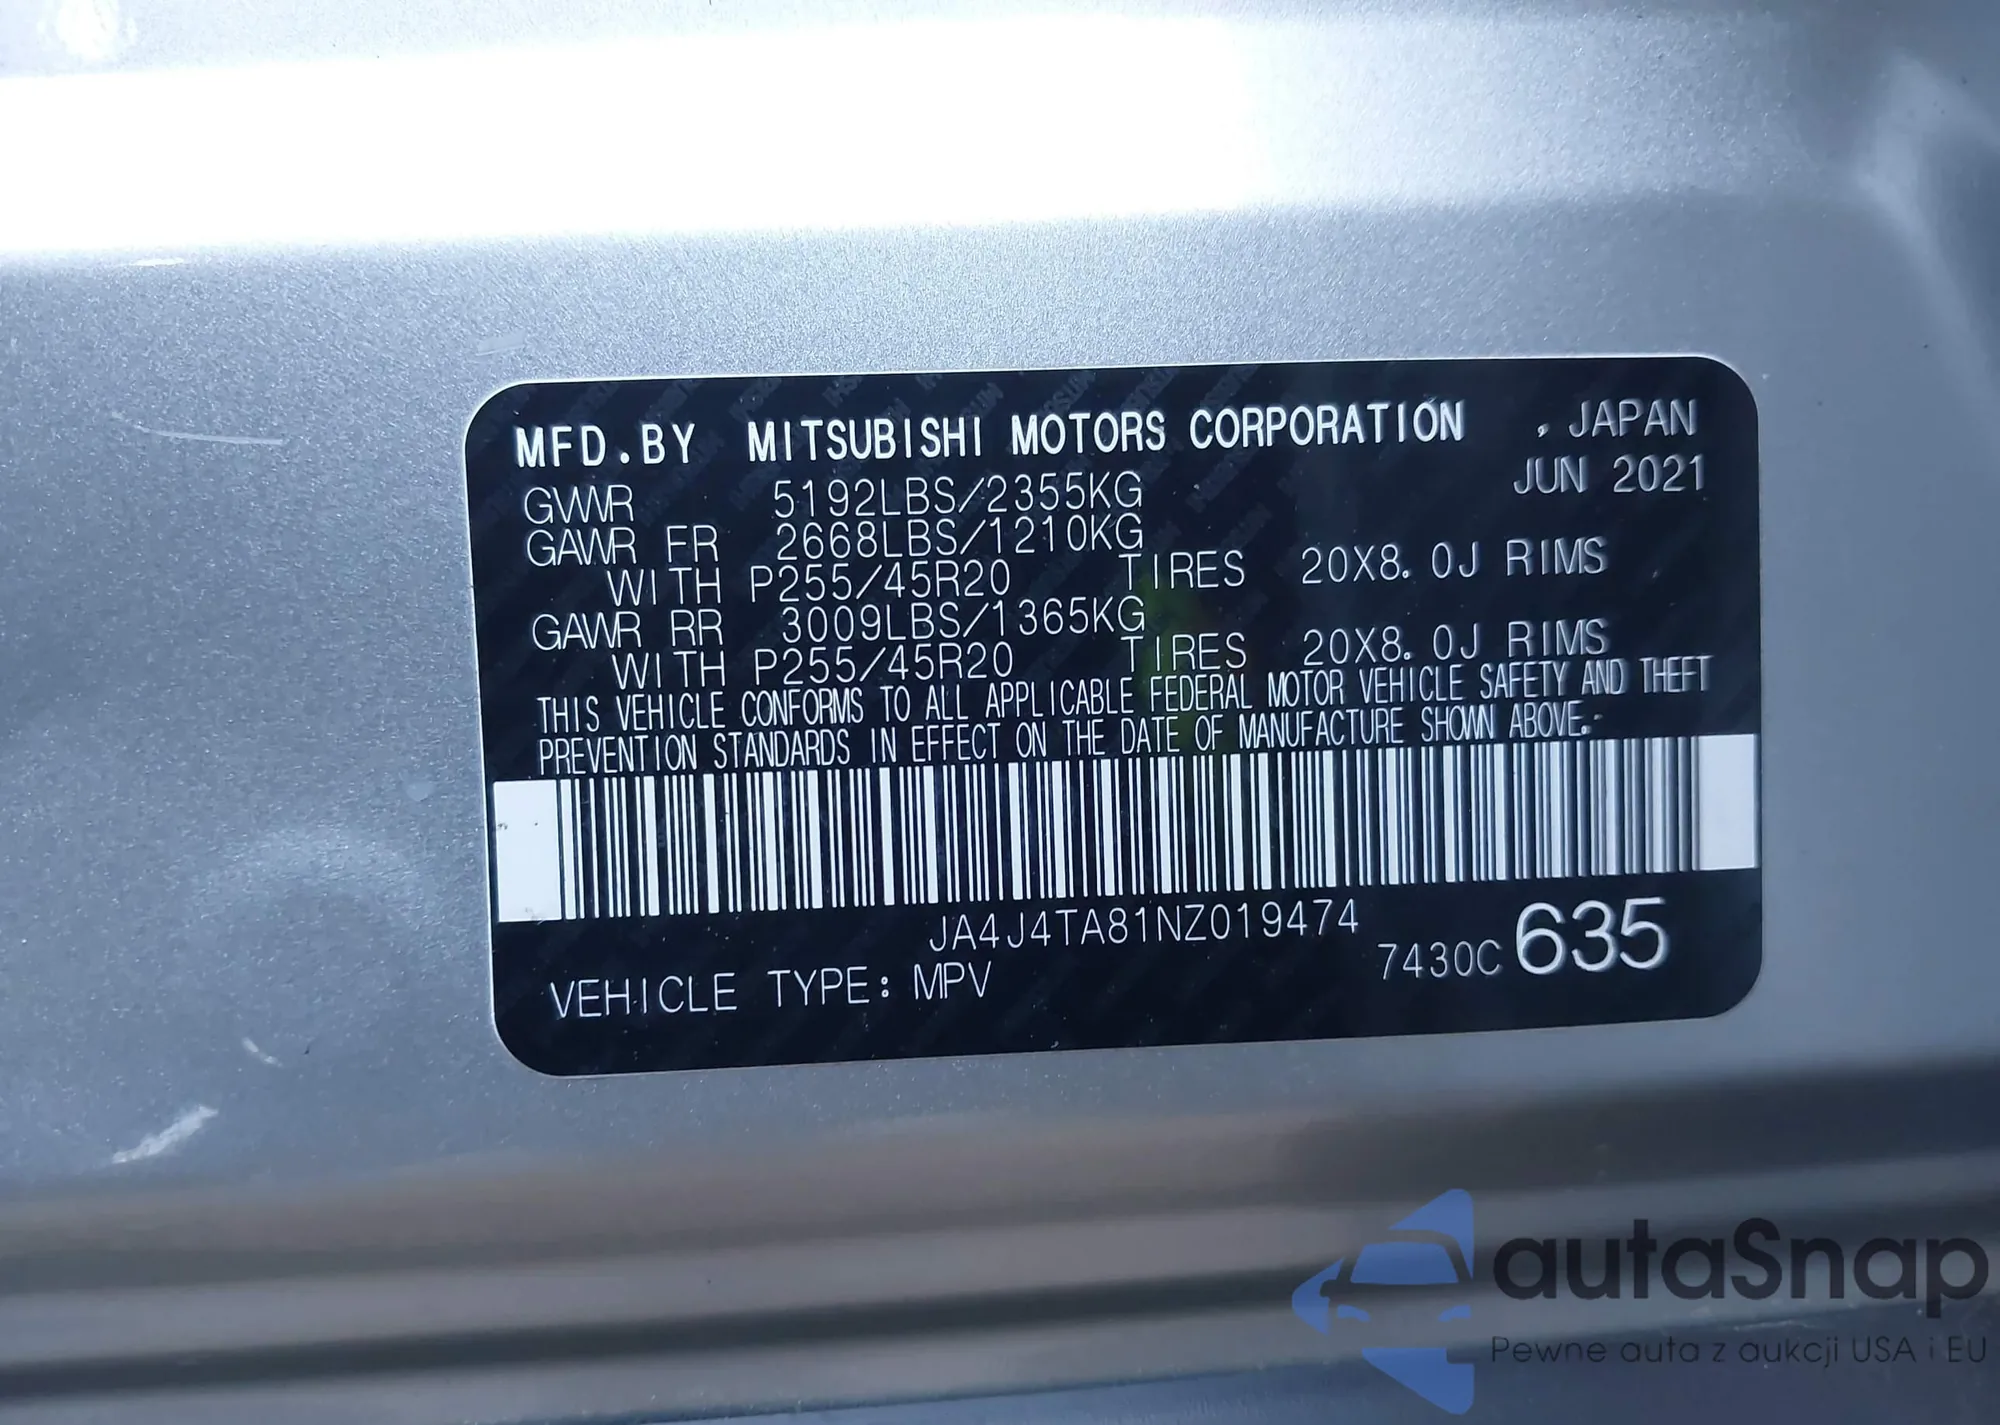 MFD.BY MITSUBISHI MOTORS CORPORATION , JAPAN
GVWR 5192LBS/2355KG JUN 2021
GAWR FR 2668LBS/1210KG
WITH P255/45R20 TIRES 20X8.0J RIMS
GAWR RR 3009LBS/1365KG
WITH P255/45R20 TIRES 20X8.0J RIMS
THIS VEHICLE CONFORMS TO ALL APPLICABLE FEDERAL MOTOR VEHICLE SAFETY AND THEFT
PREVENTION STANDARDS IN EFFECT ON THE DATE OF MANUFACTURE SHOWN ABOVE.
JA4J4TA81NZ019474
7430C 635
VEHICLE TYPE: MPV
autaSnap
Pewne auta z aukcji USA i EU